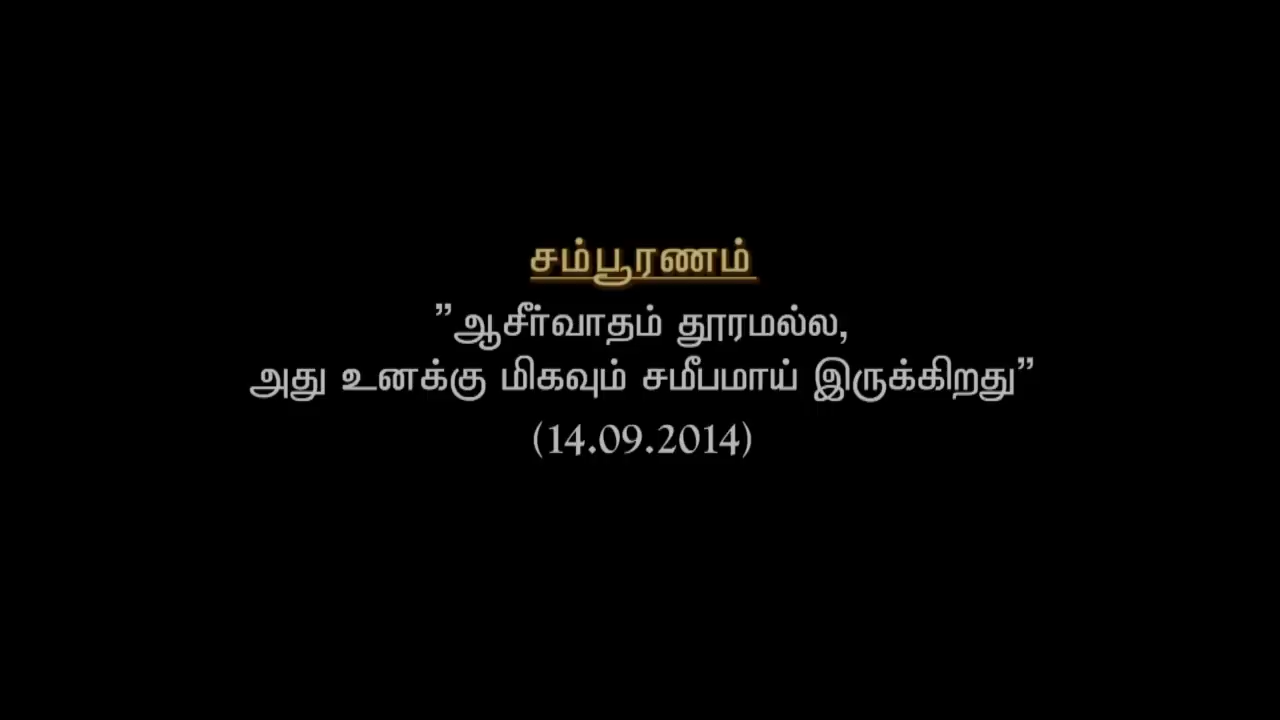 சம்பூரணம்
”ஆசீர்வாதம் தூரமல்ல,
அது உனக்கு மிகவும் சமீபமாய் இருக்கிறது”
(14.09.2014)